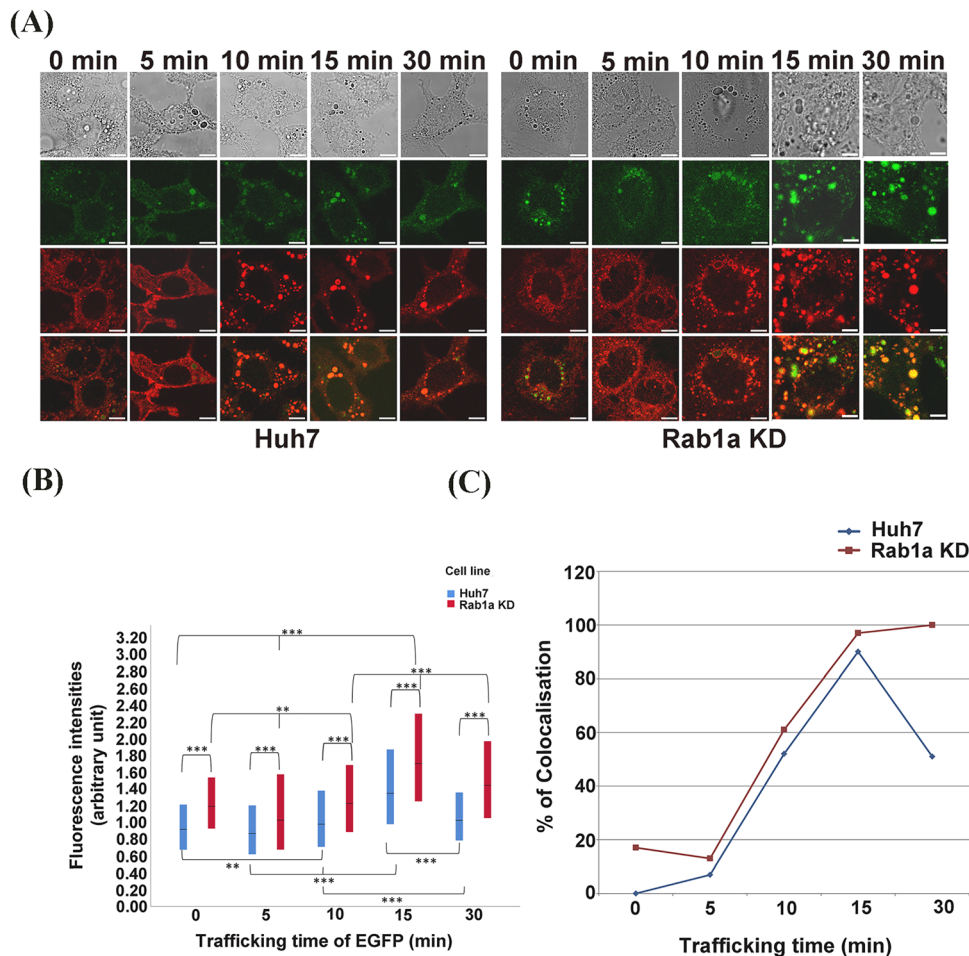 (A)
0 min 5 min 10 min 15 min 30 min 0 min 5 min 10 min 15 min 30 min
Huh7 Rab1a KD
(B)
Cell line
Huh7
Rab1a KD
Fluorescence intensities
(arbitrary unit)
3.20
3.00
2.80
2.60
2.40
2.20
2.00
1.80
1.60
1.40
1.20
1.00
0.80
0.60
0.40
0.20
0.00
***
***
** *** ***
*** *** ***
** ***
***
***
0 5 10 15 30
Trafficking time of EGFP (min)
(C)
Huh7
Rab1a KD
% of Colocalisation
120
100
80
60
40
20
0
0 5 10 15 30
Trafficking time (min)